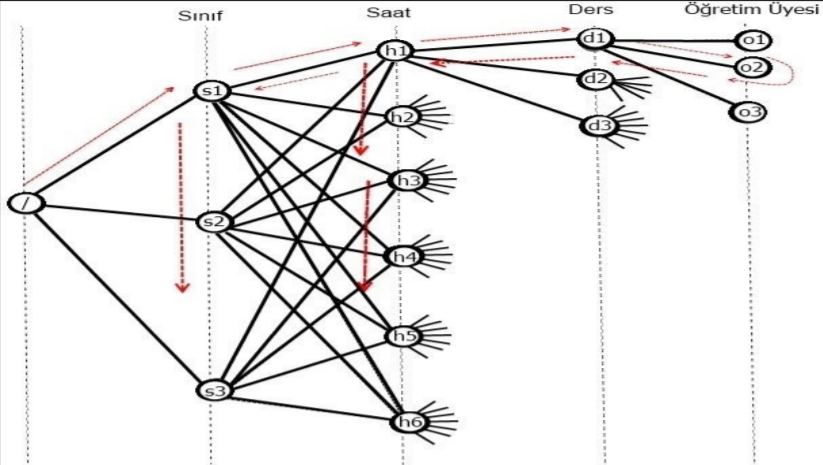 Sınıf
Saat
Ders
Öğretim Üyesi
/
s1
s2
s3
h1
h2
h3
h4
h5
h6
d1
d2
d3
o1
o2
o3